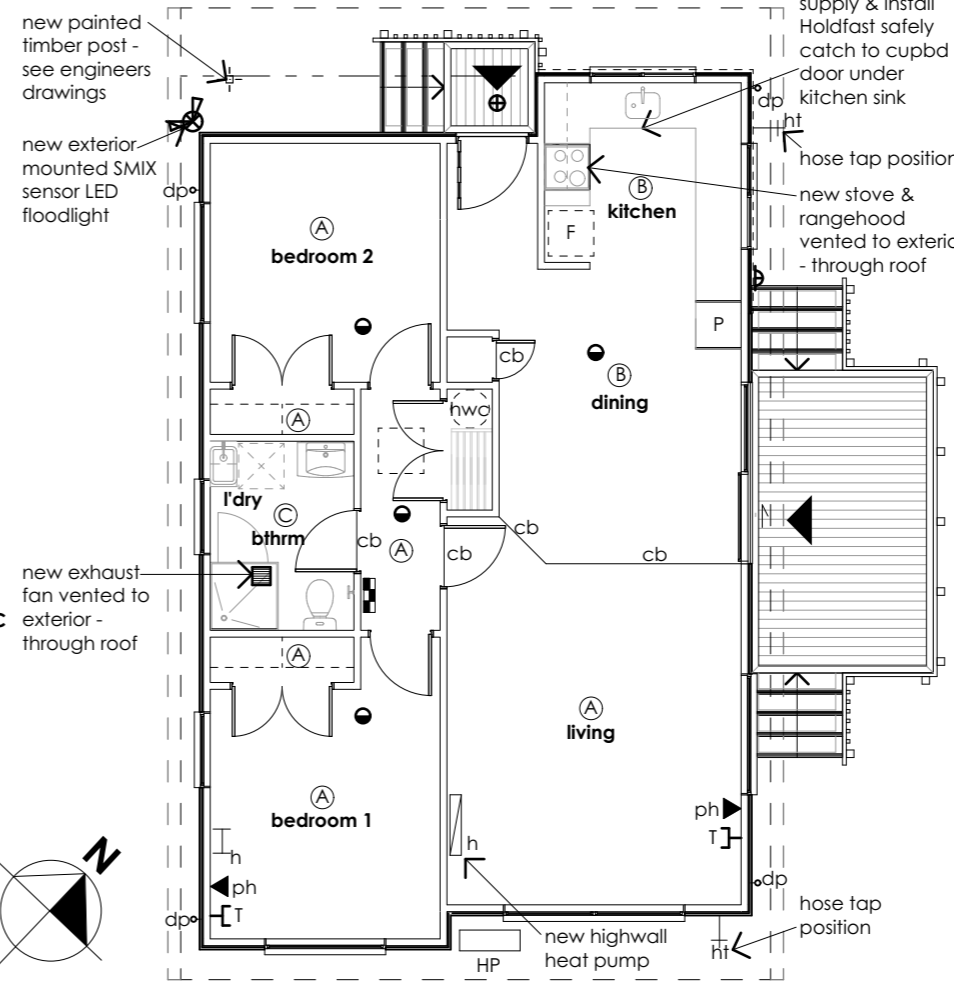 new painted
timber post -
see engineers
drawings
new exterior
mounted SMIX
sensor LED
floodlight
dp
supply & install
Holdfast safely
catch to cupbd
door under
kitchen sink
dp
ht
hose tap position
new stove &
rangehood
vented to exterio
- through roof
A
bedroom 2
B
kitchen
F
P
cb
B
dining
hwc
A
l'dry
C
bthrm
cb
A
cb
cb
new exhaust
fan vented to
exterior -
through roof
c
A
A
living
A
bedroom 1
h
ph
T
dp
N
h
ph
T
dp
hose tap
position
ht
new highwall
heat pump
HP